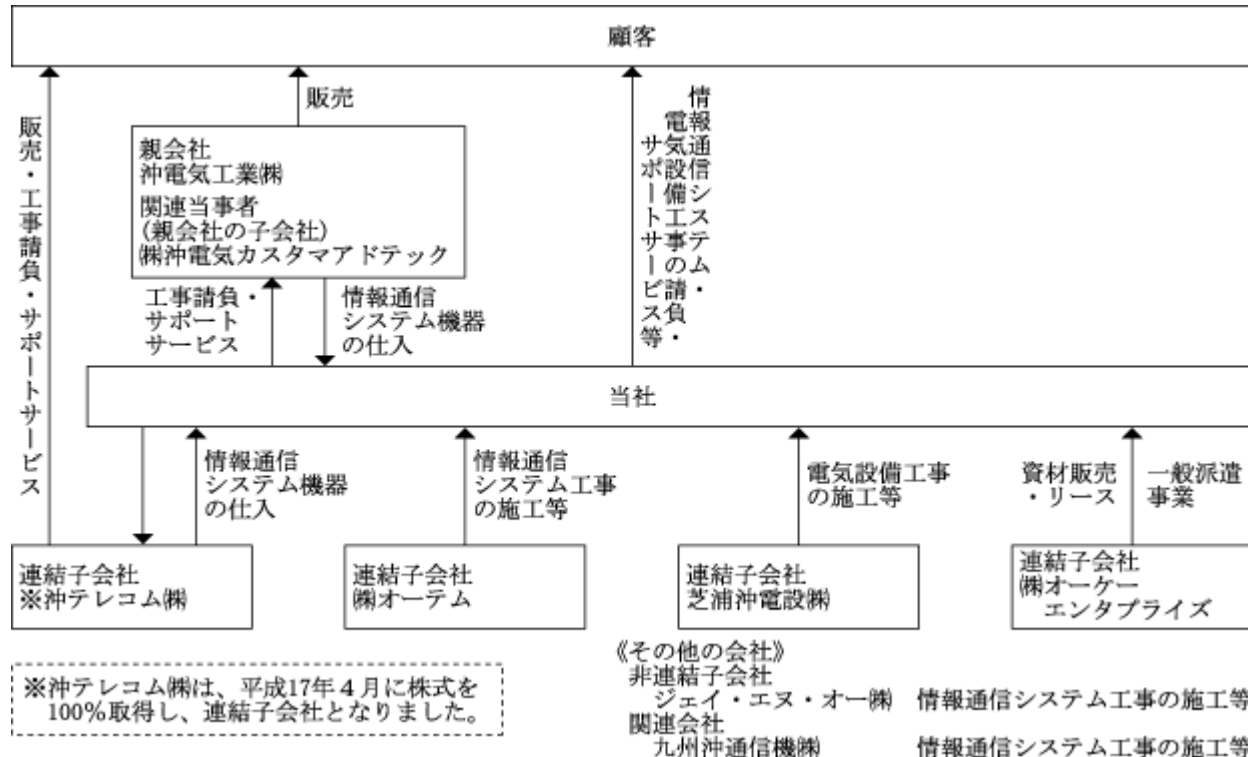 顧客
販売・工事請負・サポートサービス
販売
情報通信システム・
電気設備工事の請負・
サポートサービス等
親会社
沖電気工業㈱
関連当事者
(親会社の子会社)
㈱沖電気カスタマアドテック
工事請負・
サポート
サービス
情報通信
システム機器
の仕入
当社
情報通信
システム機器
の仕入
情報通信
システム工事
の施工等
電気設備工事
の施工等
資材販売
・リース
一般派遣
事業
連結子会社
※沖テレコム㈱
連結子会社
㈱オーテム
連結子会社
芝浦沖電設㈱
連結子会社
㈱オーケー
エンタプライズ
※沖テレコム㈱は、平成17年4月に株式を
100%取得し、連結子会社となりました。
《その他の会社》
非連結子会社
ジェイ・エヌ・オー㈱ 情報通信システム工事の施工等
関連会社
九州沖通信機㈱ 情報通信システム工事の施工等